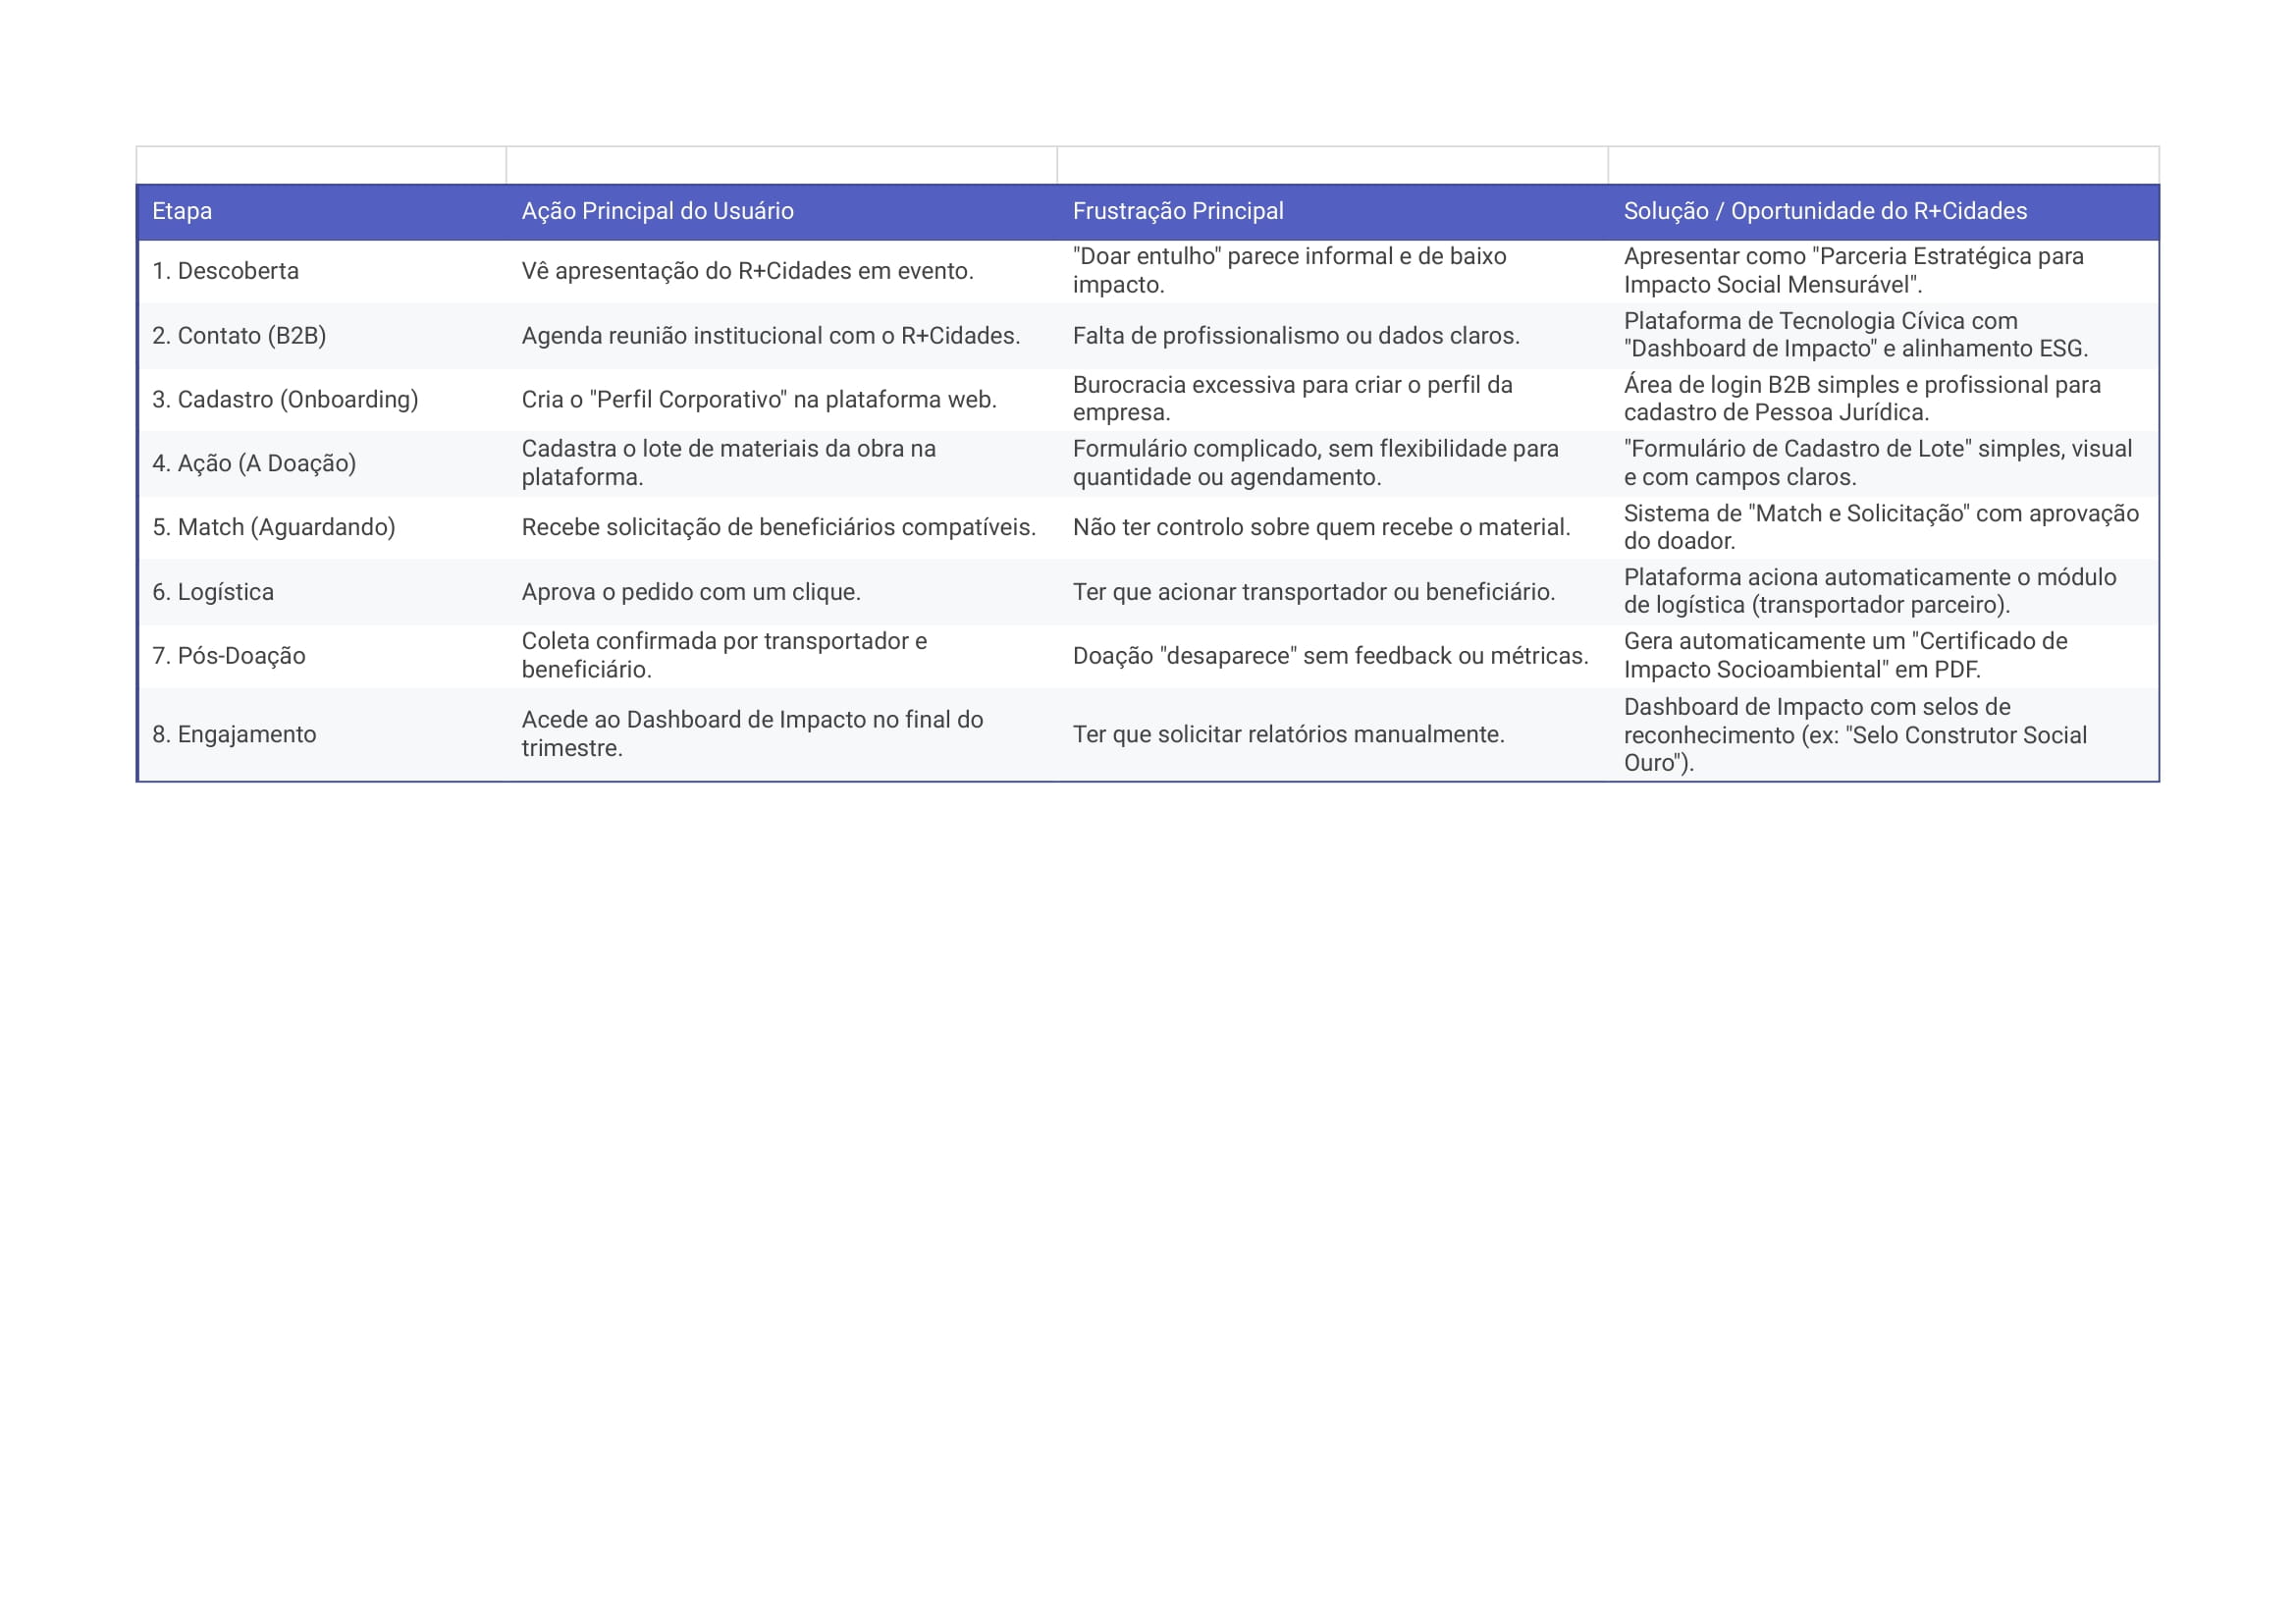 Etapa
Ação Principal do Usuário
Frustração Principal
Solução / Oportunidade do R+Cidades
1. Descoberta
Vê apresentação do R+Cidades em evento.
"Doar entulho" parece informal e de baixo
impacto.
Apresentar como "Parceria Estratégica para
Impacto Social Mensurável".
2. Contato (B2B)
Agenda reunião institucional com o R+Cidades.
Falta de profissionalismo ou dados claros.
Plataforma de Tecnologia Cívica com
"Dashboard de Impacto" e alinhamento ESG.
3. Cadastro (Onboarding)
Cria o "Perfil Corporativo" na plataforma web.
Burocracia excessiva para criar o perfil da
empresa.
Área de login B2B simples e profissional para
cadastro de Pessoa Jurídica.
4. Ação (A Doação)
Cadastra o lote de materiais da obra na
plataforma.
Formulário complicado, sem flexibilidade para
quantidade ou agendamento.
"Formulário de Cadastro de Lote" simples, visual
e com campos claros.
5. Match (Aguardando)
Recebe solicitação de beneficiários compatíveis.
Não ter controlo sobre quem recebe o material.
Sistema de "Match e Solicitação" com aprovação
do doador.
6. Logística
Aprova o pedido com um clique.
Ter que acionar transportador ou beneficiário.
Plataforma aciona automaticamente o módulo
de logística (transportador parceiro).
7. Pós-Doação
Coleta confirmada por transportador e
beneficiário.
Doação "desaparece" sem feedback ou métricas.
Gera automaticamente um "Certificado de
Impacto Socioambiental" em PDF.
8. Engajamento
Acede ao Dashboard de Impacto no final do
trimestre.
Ter que solicitar relatórios manualmente.
Dashboard de Impacto com selos de
reconhecimento (ex: "Selo Construtor Social
Ouro").